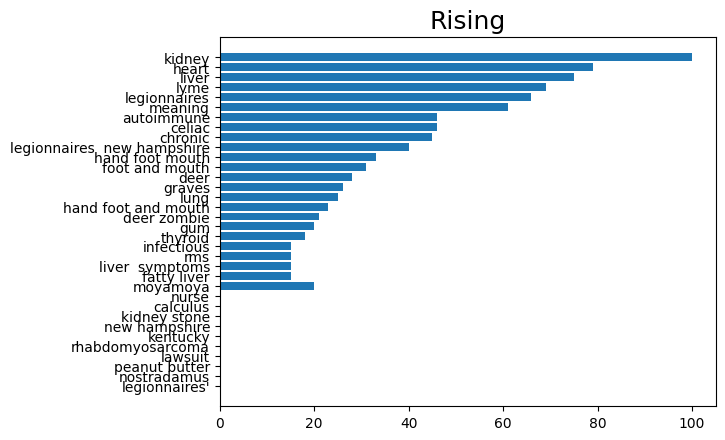 Rising
kidney
heart
liver
lyme
legionnaires
meaning
autoimmune
celiac
chronic
legionnaires  new hampshire
hand foot mouth
foot and mouth
deer
graves
lung
hand foot and mouth
deer zombie
gum
thyroid
infectious
rms
liver  symptoms
fatty liver
moyamoya
nurse
calculus
kidney stone
new hampshire
kentucky
rhabdomyosarcoma
lawsuit
peanut butter
nostradamus
legionnaires'
0 20 40 60 80 100